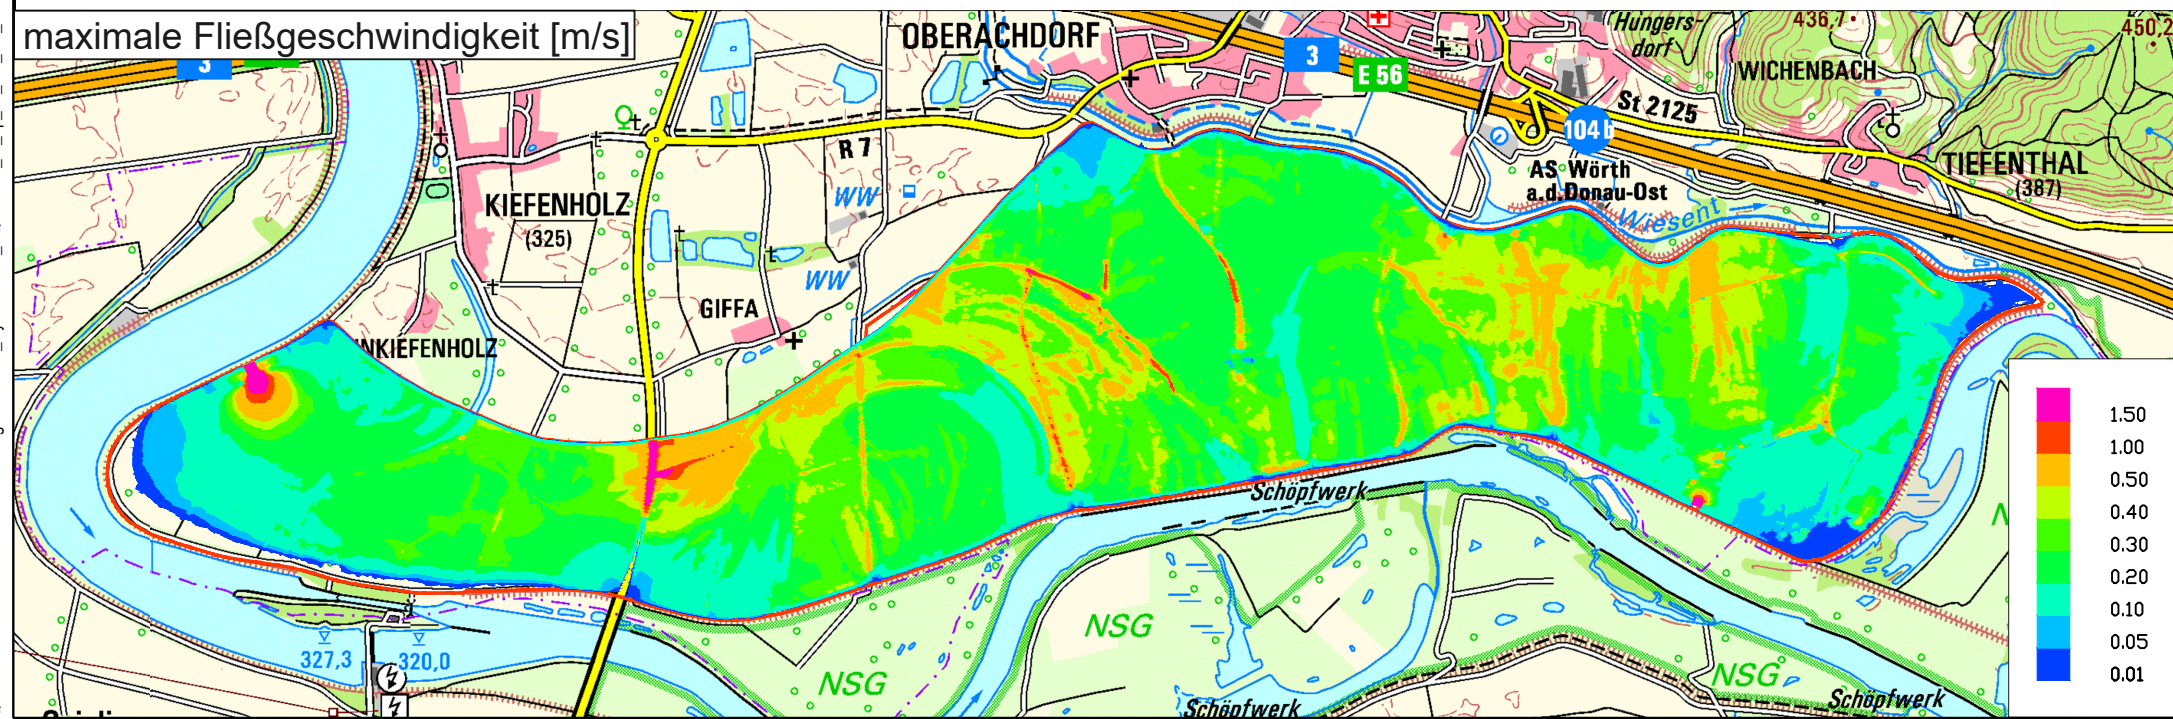 maximale Fließgeschwindigkeit [m/s]
3
OBERACHDORF
3
E 56
Hungers-
dorf
436,7
450,2
WICHENBACH
St 2125
104 b
AS Wörth
a.d.Donau-Ost
TIEFENTHAL
(387)
R 7
KIEFENHOLZ
(325)
WW
WW
Wiesent
GIFFA
NKIEFENHOLZ
Schöpfwerk
1.50
1.00
0.50
0.40
0.30
0.20
0.10
0.05
0.01
N
NSG
327,3
320,0
NSG
NSG
Schöpfwerk
Schöpfwerk